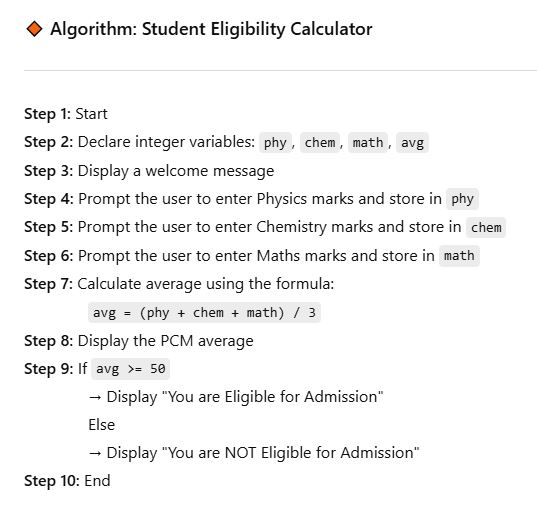 Algorithm: Student Eligibility Calculator
Step 1: Start
Step 2: Declare integer variables: phy, chem, math, avg
Step 3: Display a welcome message
Step 4: Prompt the user to enter Physics marks and store in phy
Step 5: Prompt the user to enter Chemistry marks and store in chem
Step 6: Prompt the user to enter Maths marks and store in math
Step 7: Calculate average using the formula:
avg = (phy + chem + math) / 3
Step 8: Display the PCM average
Step 9: If avg >= 50
→ Display "You are Eligible for Admission"
Else
→ Display "You are NOT Eligible for Admission"
Step 10: End